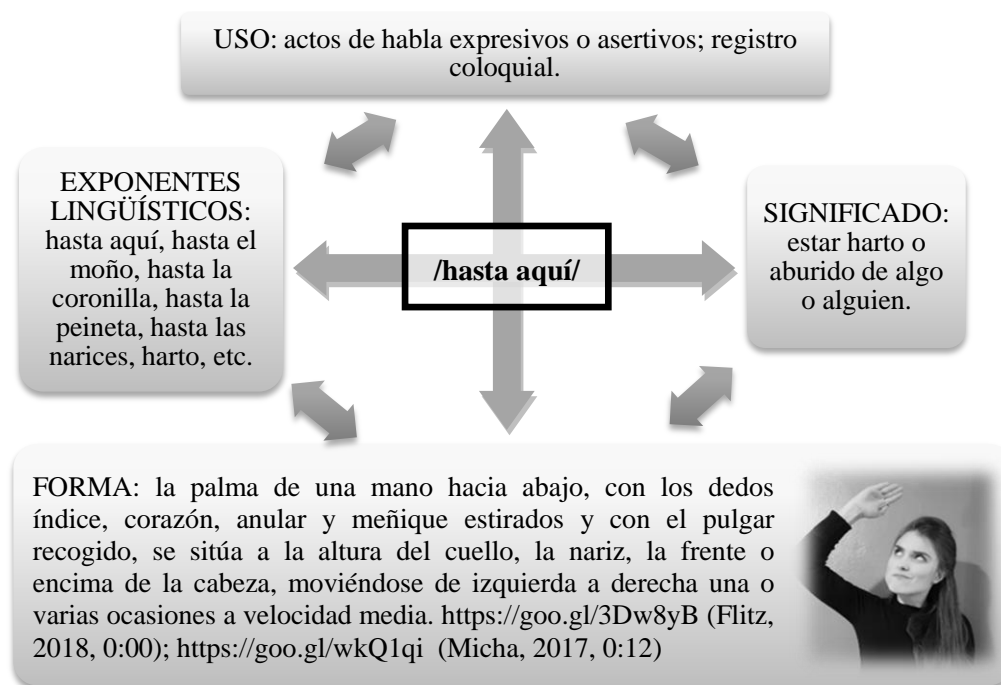 USO: actos de habla expresivos o asertivos; registro
coloquial.
EXPONENTES
LINGÜÍSTICOS:
hasta aquí, hasta el
moño, hasta la
coronilla, hasta la
peineta, hasta las
narices, harto, etc.
/hasta aquí/
SIGNIFICADO:
estar harto o
aburido de algo
o alguien.
FORMA: la palma de una mano hacia abajo, con los dedos
índice, corazón, anular y meñique estirados y con el pulgar
recogido, se sitúa a la altura del cuello, la nariz, la frente o
encima de la cabeza, moviéndose de izquierda a derecha una o
varias ocasiones a velocidad media. https://goo.gl/3Dw8yB (Flitz,
2018, 0:00); https://goo.gl/wkQ1qi (Micha, 2017, 0:12)